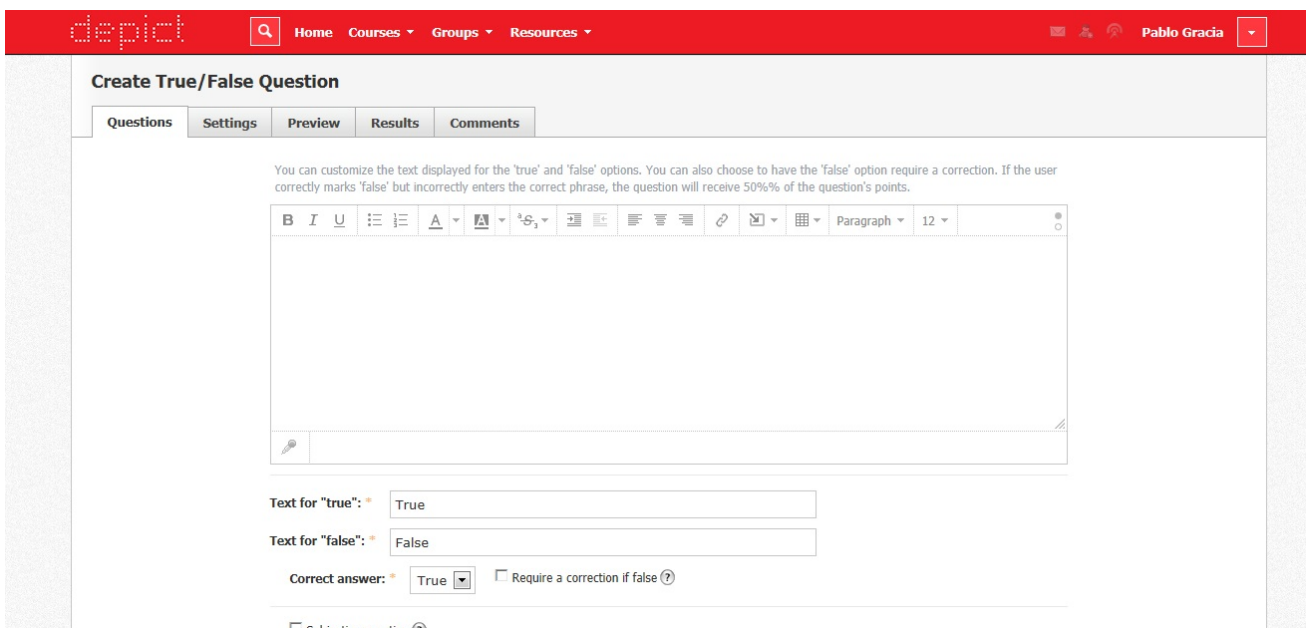 depict Home Courses Groups Resources Pablo Gracia
Create True/False Question
Questions Settings Preview Results Comments
You can customize the text displayed for the 'true' and 'false' options. You can also choose to have the 'false' option require a correction. If the user
correctly marks 'false' but incorrectly enters the correct phrase, the question will receive 50%% of the question's points.
B I U A A Paragraph 12
Text for "true": * True
Text for "false": * False
Correct answer: * True Require a correction if false ?